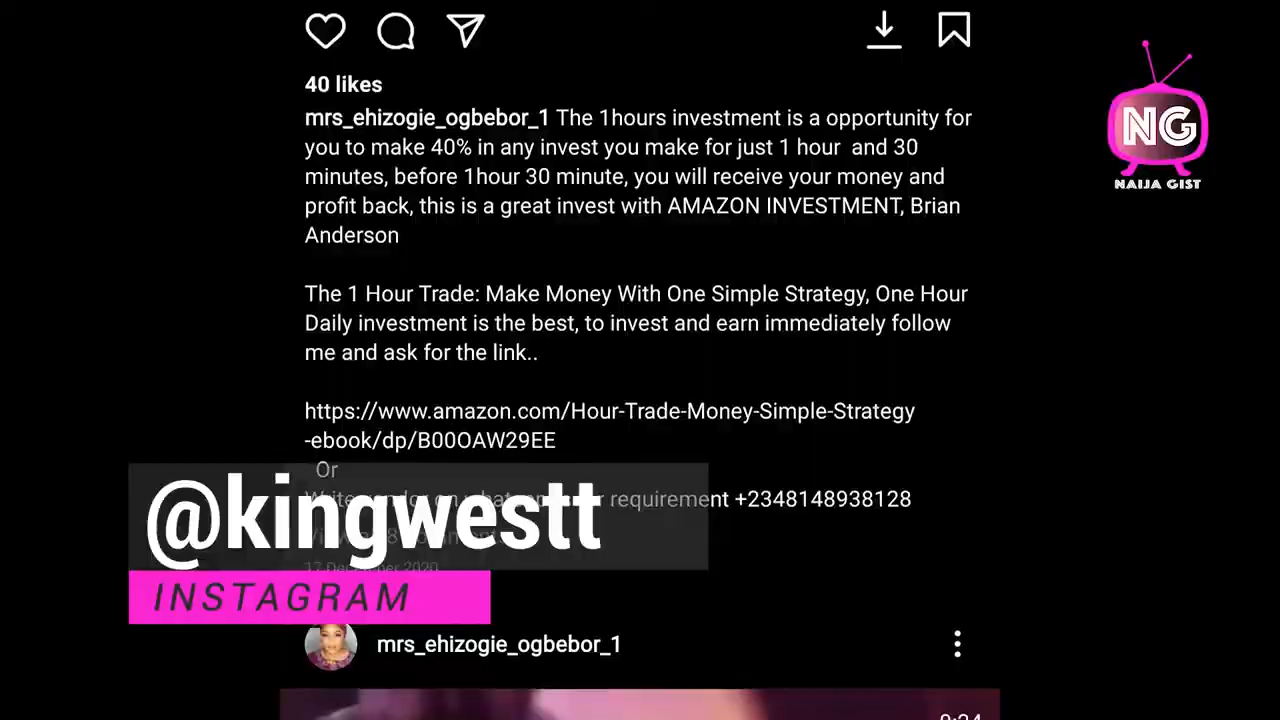 40 likes
mrs_ehizogie_ogbebor_1 The 1hours investment is a opportunity for
you to make 40% in any invest you make for just 1 hour and 30
minutes, before 1hour 30 minute, you will receive your money and
profit back, this is a great invest with AMAZON INVESTMENT, Brian
Anderson
The 1 Hour Trade: Make Money With One Simple Strategy, One Hour
Daily investment is the best, to invest and earn immediately follow
me and ask for the link..
https://www.amazon.com/Hour-Trade-Money-Simple-Strategy
-ebook/dp/B00OAW29EE
Or
requirement +2348148938128
17 December 2020
@kingwestt
INSTAGRAM
mrs_ehizogie_ogbebor_1
NG
NAIJA GIST